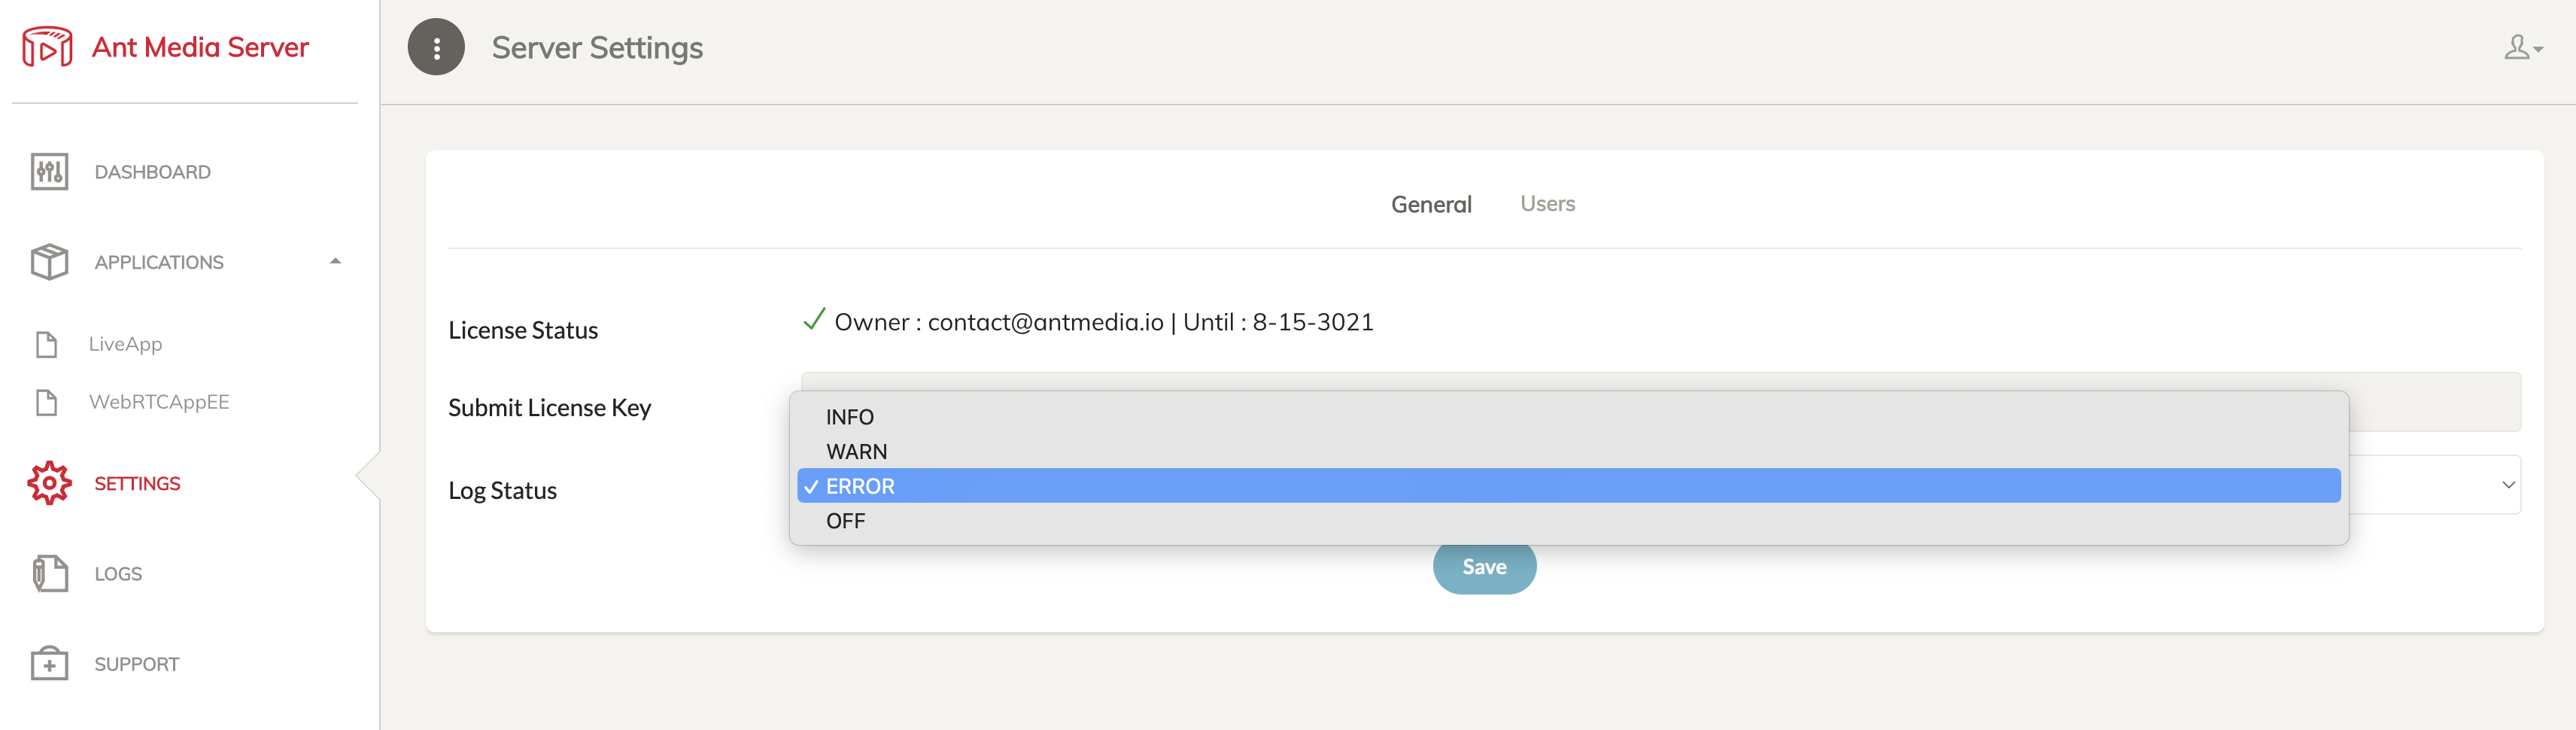 Ant Media Server
Server Settings
DASHBOARD
APPLICATIONS
LiveApp
WebRTCAppEE
SETTINGS
LOGS
SUPPORT
General
Users
License Status
Owner : contact@antmedia.io | Until : 8-15-3021
Submit License Key
Log Status
INFO
WARN
ERROR
OFF
Save